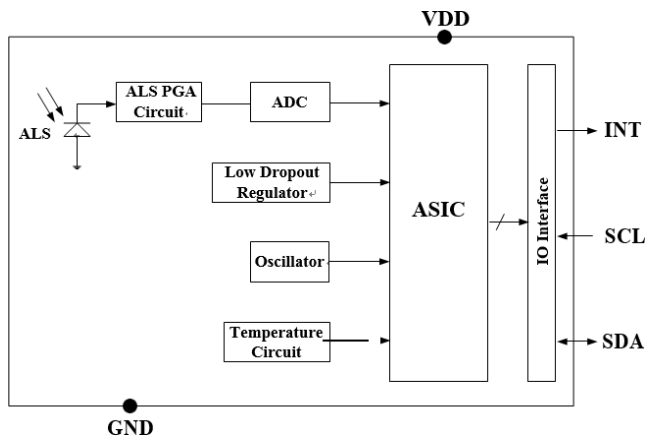 VDD
ALS PGA
Circuit
ADC
ALS
INT
Low Dropout
Regulator
ASIC
IO Interface
SCL
Oscillator
Temperature
Circuit
SDA
GND